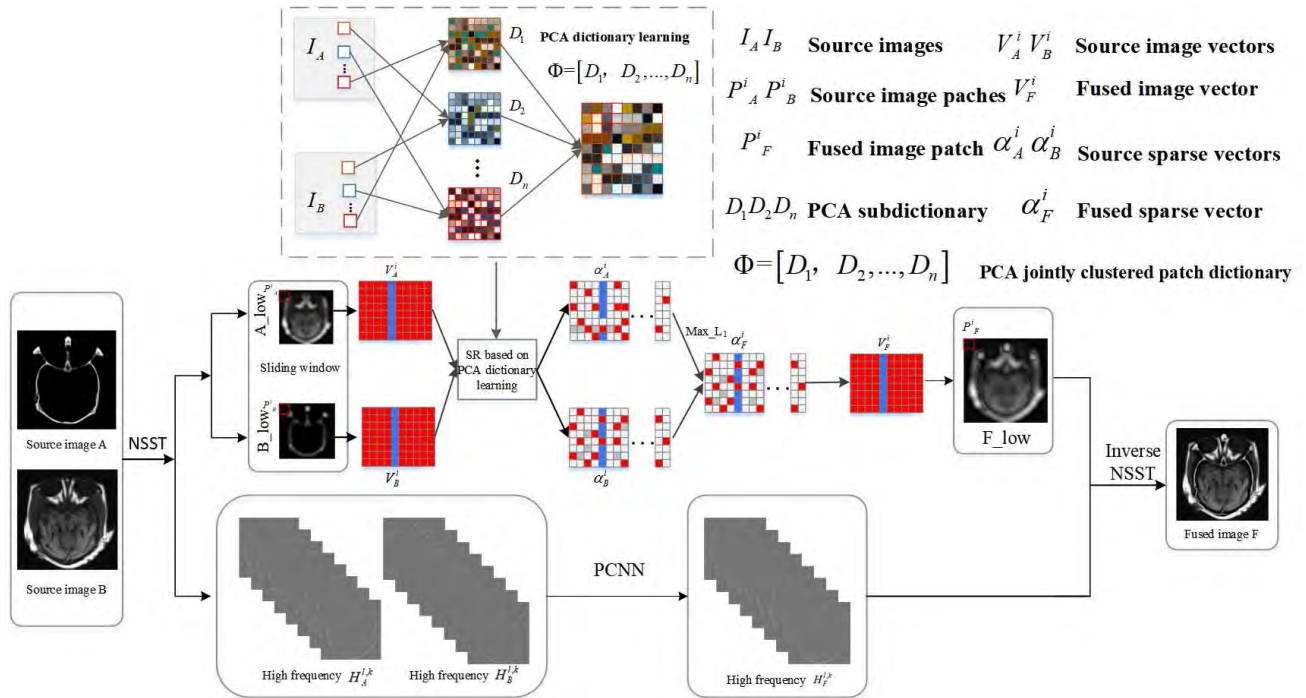 I_A
I_B
D_1
D_2
D_n
PCA dictionary learning
Φ=[D_1, D_2,...,D_n]
I_A I_B Source images
V_A^i V_B^i Source image vectors
P_A^i P_B^i Source image paches
V_F^i Fused image vector
P_F^i Fused image patch
α_A^i α_B^i Source sparse vectors
D_1D_2D_n PCA subdictionary
α_F^i Fused sparse vector
Φ=[D_1, D_2,...,D_n] PCA jointly clustered patch dictionary
Source image A
Source image B
NSST
A_low
P_A^i
Sliding window
B_low
P_B^i
V_A^i
V_B^i
SR based on
PCA dictionary
learning
α_A^i
α_B^i
Max_L_1
α_F^i
V_F^i
P_F^i
F_low
Inverse
NSST
Fused image F
High frequency H_A^{l,k}
High frequency H_B^{l,k}
PCNN
High frequency H_F^{l,k}